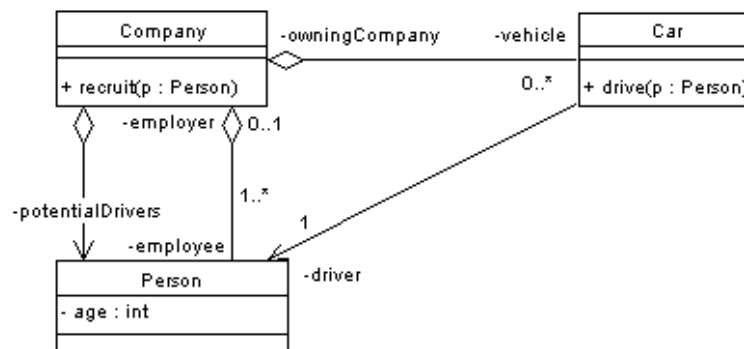 Company
-owningCompany
-vehicle
Car
+ recruit(p : Person)
0..*
+ drive(p : Person)
-employer
0..1
1..*
-potentialDrivers
1
-employee
-driver
Person
- age : int